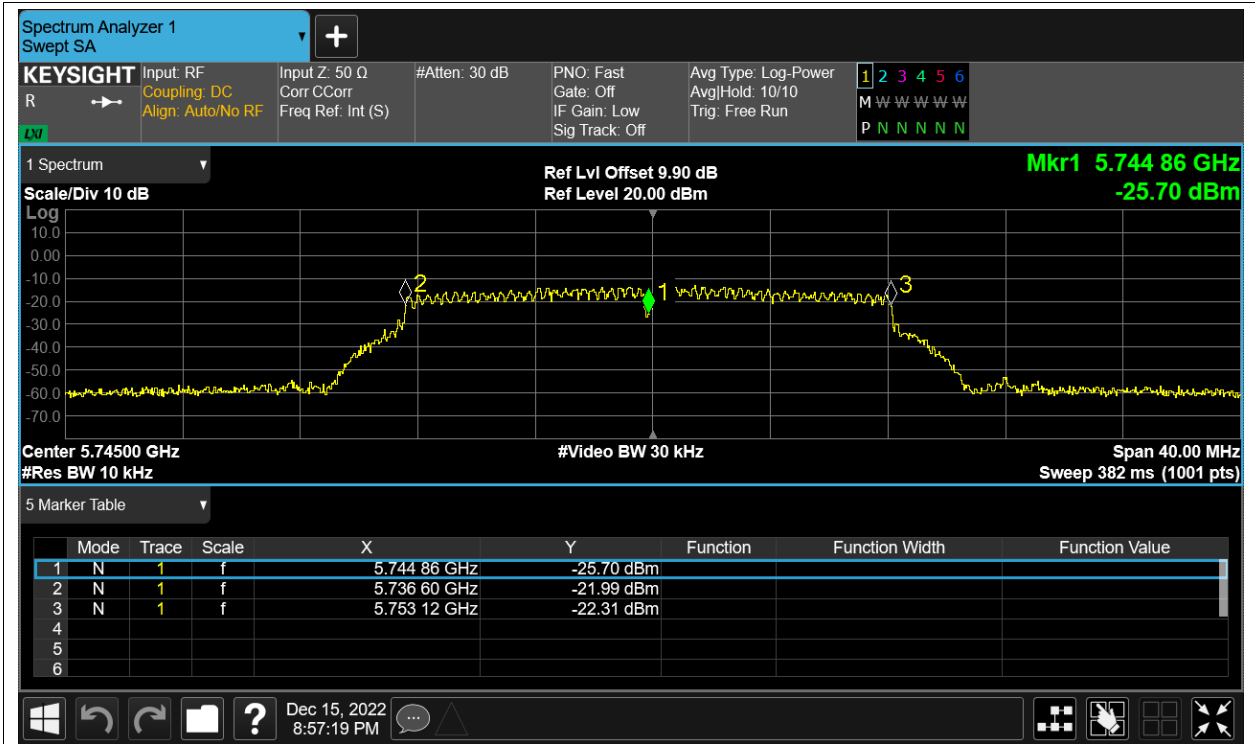 Spectrum Analyzer 1
Swept SA
+
KEYSIGHT
R
LXI
Input: RF
Coupling: DC
Align: Auto/No RF
Input Z: 50 Ω
Corr CCorr
Freq Ref: Int (S)
#Atten: 30 dB
PNO: Fast
Gate: Off
IF Gain: Low
Sig Track: Off
Avg Type: Log-Power
Avg|Hold: 10/10
Trig: Free Run
1 2 3 4 5 6
M W W W W W W
P N N N N N N
1 Spectrum
Scale/Div 10 dB
Ref Lvl Offset 9.90 dB
Ref Level 20.00 dBm
Mkr1 5.744 86 GHz
-25.70 dBm
Log
10.0
0.00
-10.0
-20.0
-30.0
-40.0
-50.0
-60.0
-70.0
2
1
3
Center 5.74500 GHz
#Video BW 30 kHz
Span 40.00 MHz
#Res BW 10 kHz
Sweep 382 ms (1001 pts)
5 Marker Table
Mode Trace Scale X Y Function Function Width Function Value
1 N 1 f 5.744 86 GHz -25.70 dBm
2 N 1 f 5.736 60 GHz -21.99 dBm
3 N 1 f 5.753 12 GHz -22.31 dBm
4
5
6
?
Dec 15, 2022
8:57:19 PM